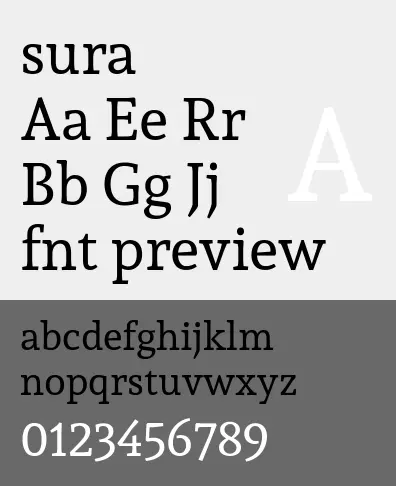 sura
Aa Ee Rr
A
Bb Gg Jj
fnt preview
abcdefghijklm
nopqrstuvwxyz
0123456789